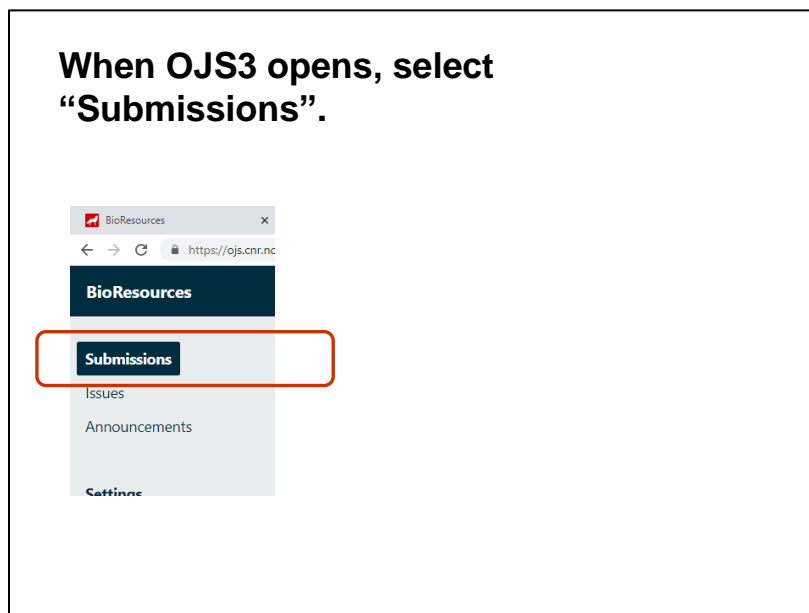 When OJS3 opens, select
“Submissions”.
BioResources
https://ojs.cnr.nc
BioResources
Submissions
Issues
Announcements
Settings